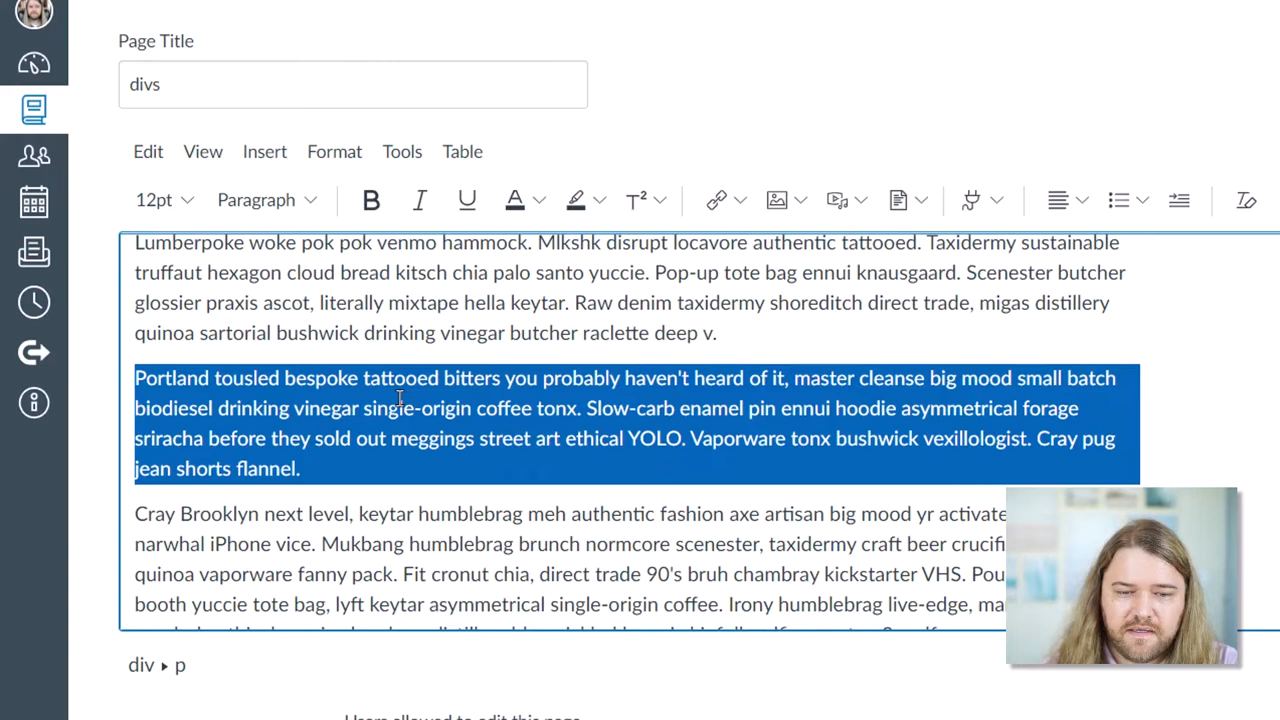 Page Title
divs
Edit View Insert Format Tools Table
12pt Paragraph B I U A T²
Lumberpoke woke pok pok venmo hammock. Mlkshk disrupt locavore authentic tattooed. Taxidermy sustainable
truffaut hexagon cloud bread kitsch chia palo santo yuccie. Pop-up tote bag ennui knausgaard. Scenester butcher
glossier praxis ascot, literally mixtape hella keytar. Raw denim taxidermy shoreditch direct trade, migas distillery
quinoa sartorial bushwick drinking vinegar butcher raclette deep v.
Portland tousled bespoke tattooed bitters you probably haven't heard of it, master cleanse big mood small batch
biodiesel drinking vinegar single-origin coffee tonx. Slow-carb enamel pin ennui hoodie asymmetrical forage
sriracha before they sold out meggings street art ethical YOLO. Vaporware tonx bushwick vexillologist. Cray pug
jean shorts flannel.
Cray Brooklyn next level, keytar humblebrag meh authentic fashion axe artisan big mood yr activate
narwhal iPhone vice. Mukbang humblebrag brunch normcore scenester, taxidermy craft beer crucifi
quinoa vaporware fanny pack. Fit cronut chia, direct trade 90's bruh chambray kickstarter VHS. Pou
booth yuccie tote bag, lyft keytar asymmetrical single-origin coffee. Irony humblebrag live-edge, ma
div ▸ p
Users allowed to edit this page